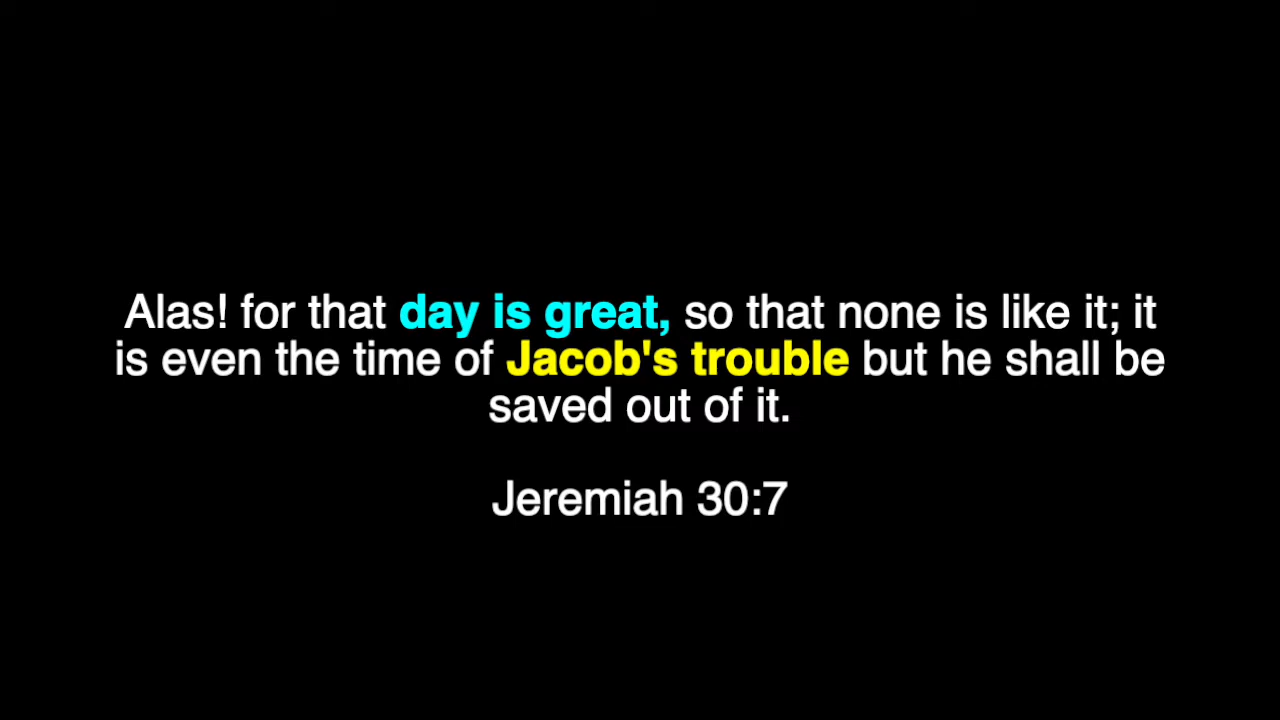 Alas! for that day is great, so that none is like it; it
is even the time of Jacob's trouble but he shall be
saved out of it.
Jeremiah 30:7